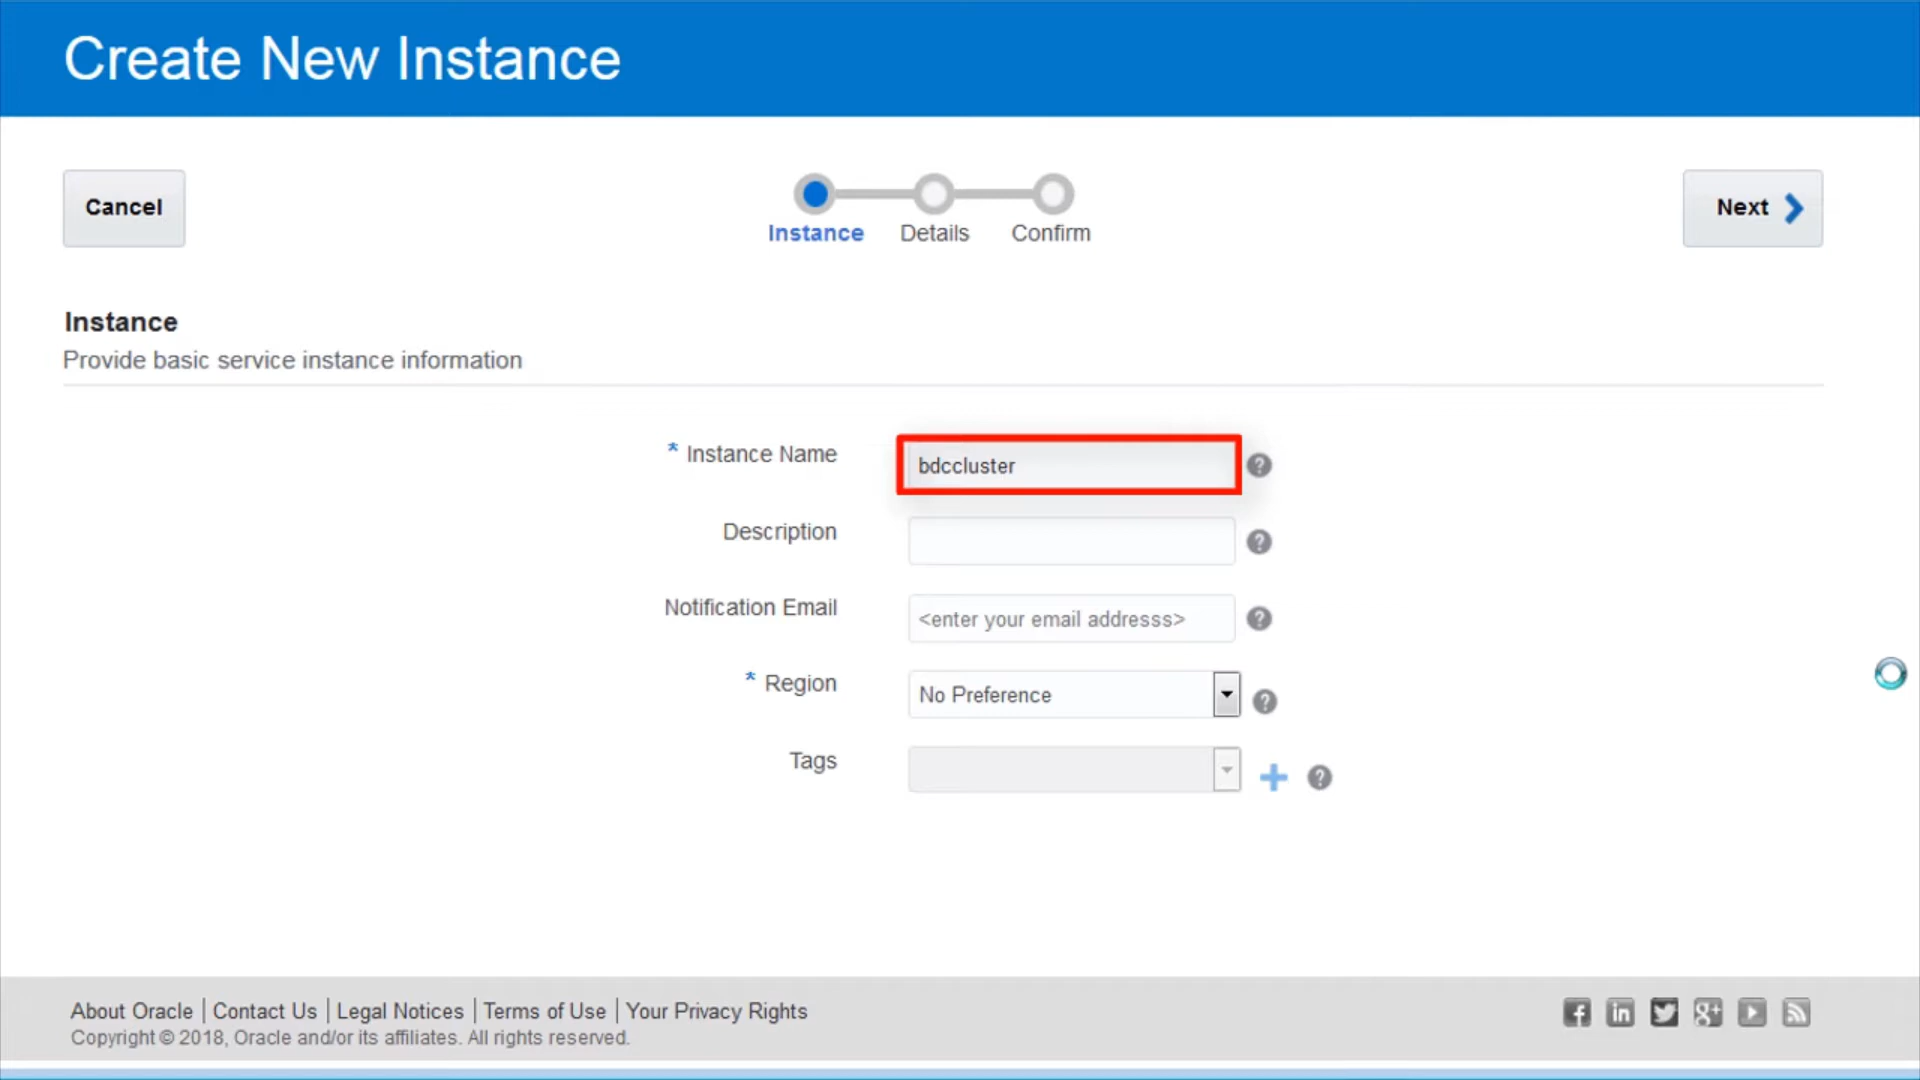 Create New Instance
Cancel
Instance
Details
Confirm
Next
Instance
Provide basic service instance information
* Instance Name
bdccluster
?
Description
?
Notification Email
<enter your email addresss>
?
* Region
No Preference
?
Tags
?
About Oracle | Contact Us | Legal Notices | Terms of Use | Your Privacy Rights
Copyright © 2018, Oracle and/or its affiliates. All rights reserved.